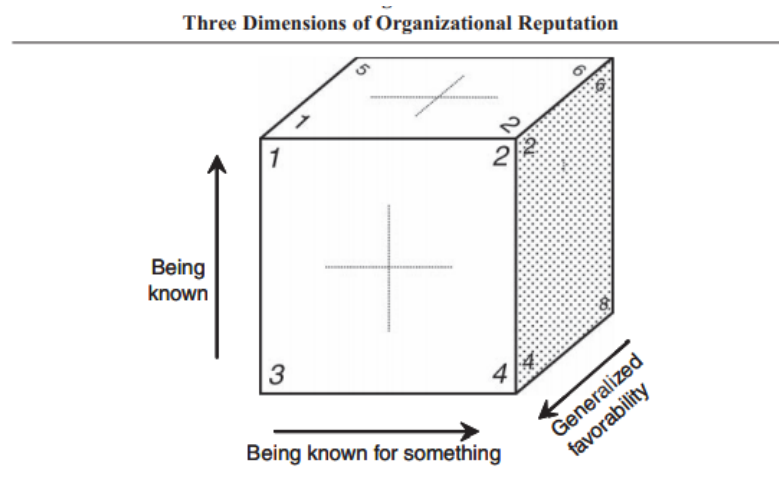 Three Dimensions of Organizational Reputation
5
6
6
1
2
1
2
2
Being
known
8
3
4
4
Generalized
favorability
Being known for something